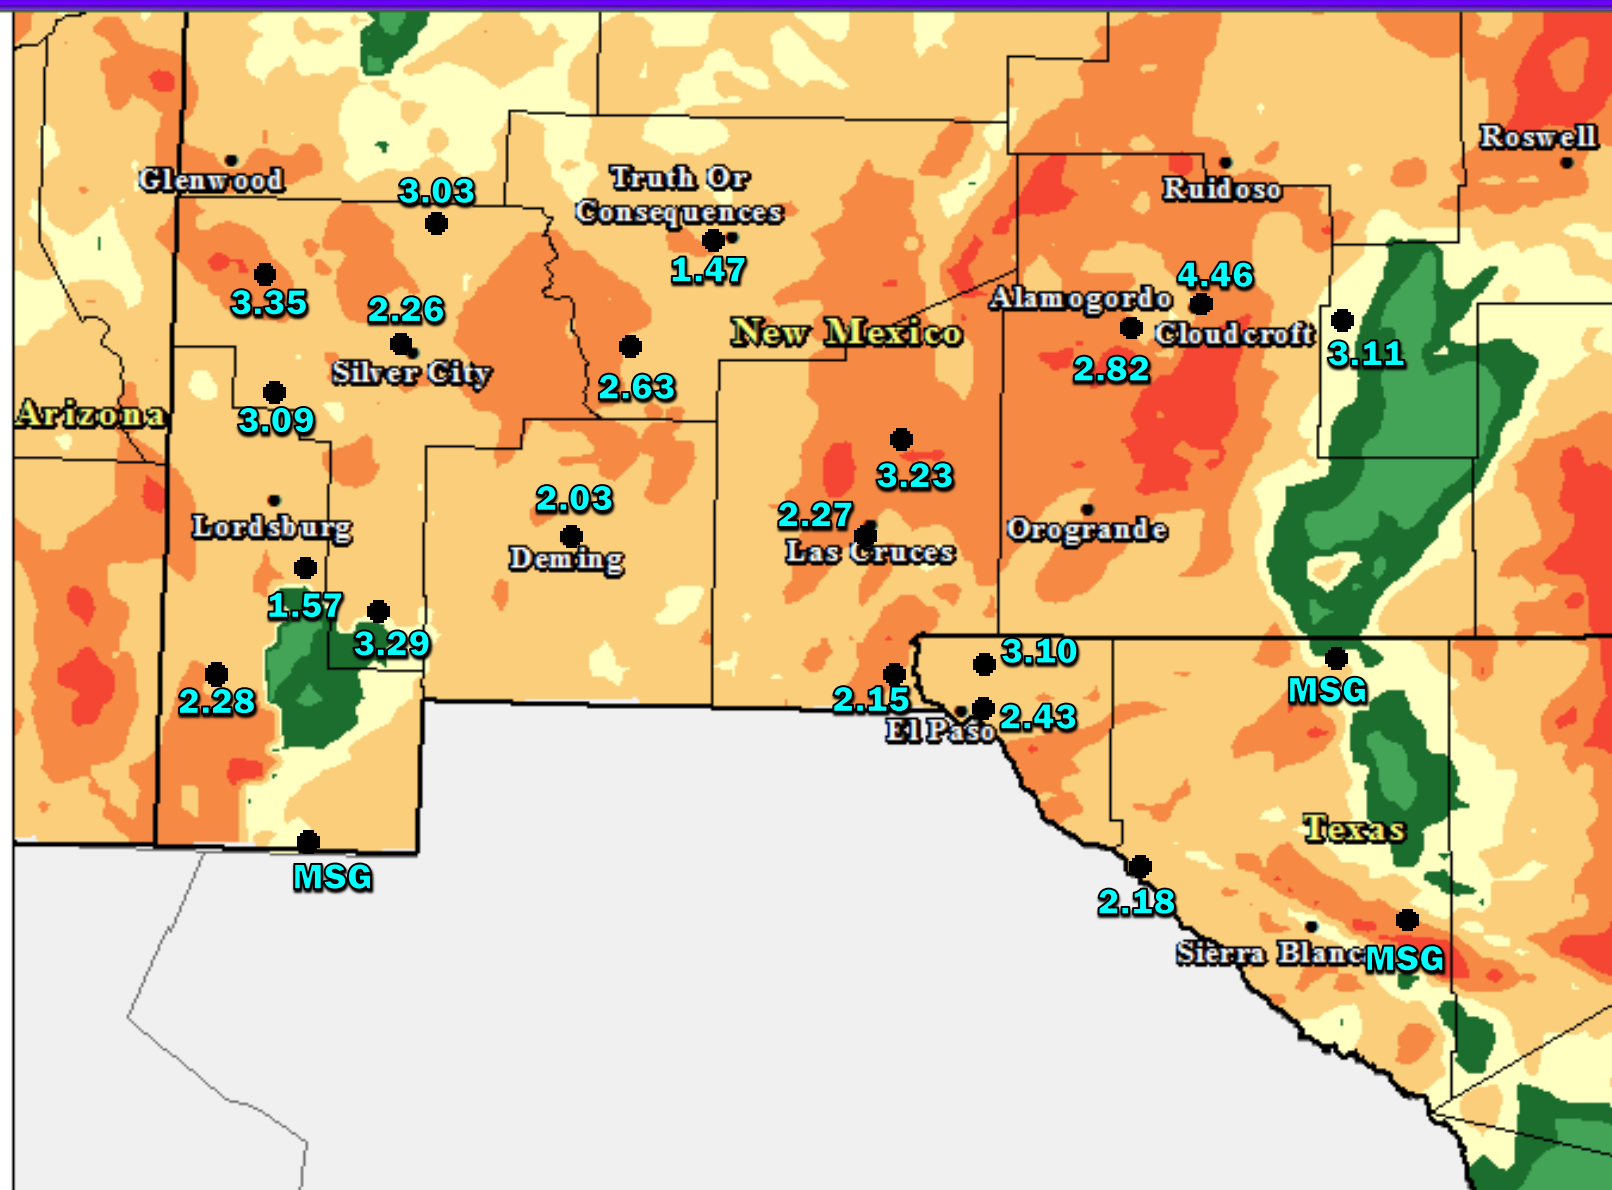 Roswell
Glenwood
3.03
Truth Or
Consequences
Ruidoso
1.47
3.35
2.26
Alamogordo
4.46
Cloudcroft
New Mexico
Silver City
2.63
2.82
3.11
Arizona
3.09
3.23
2.03
2.27
Lordsburg
Deming
Las Cruces
Orogrande
1.57
3.29
3.10
2.28
2.15
2.43
El Paso
MSG
Texas
MSG
2.18
Sierra Blanc
MSG